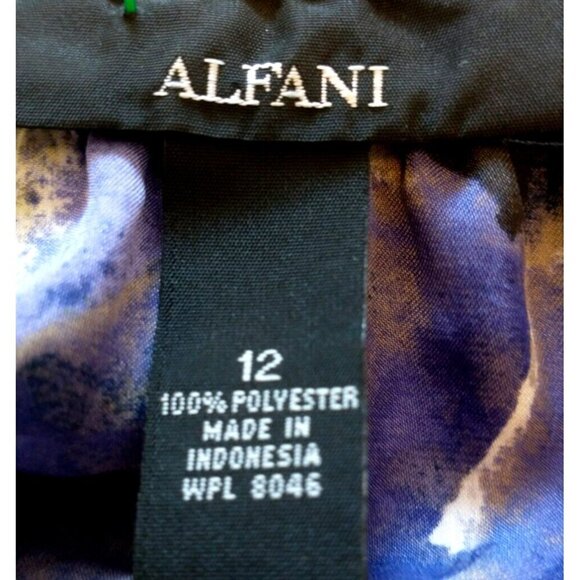 ALFANI
12
100% POLYESTER
MADE IN
INDONESIA
WPL 8046